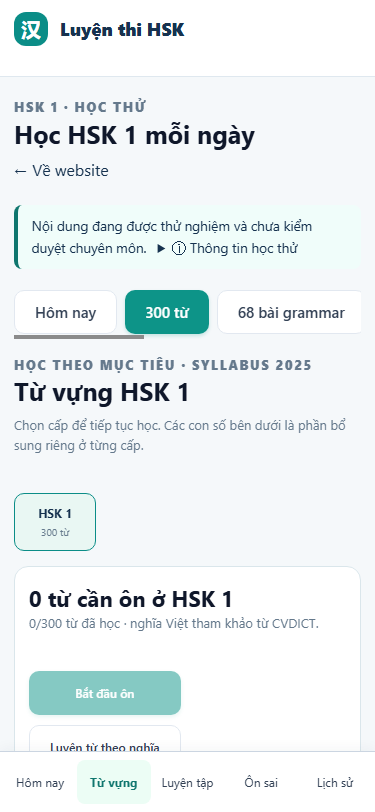 汉 Luyện thi HSK
HSK 1 · HỌC THỬ
Học HSK 1 mỗi ngày
← Về website
Nội dung đang được thử nghiệm và chưa kiểm
duyệt chuyên môn. ▶ ⓘ Thông tin học thử
Hôm nay 300 từ 68 bài grammar
HỌC THEO MỤC TIÊU · SYLLABUS 2025
Từ vựng HSK 1
Chọn cấp để tiếp tục học. Các con số bên dưới là phần bổ
sung riêng ở từng cấp.
HSK 1
300 từ
0 từ cần ôn ở HSK 1
0/300 từ đã học · nghĩa Việt tham khảo từ CVDICT.
Bắt đầu ôn
Luyện từ theo nghĩa
Hôm nay Từ vựng Luyện tập Ôn sai Lịch sử